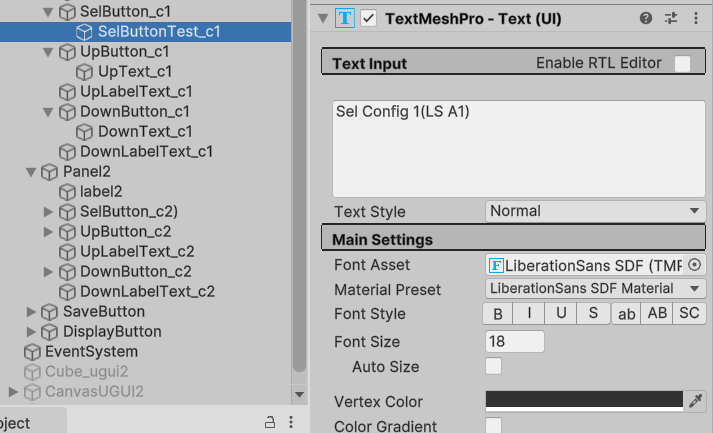 SelButton_c1
SelButtonTest_c1
UpButton_c1
UpText_c1
UpLabelText_c1
DownButton_c1
DownText_c1
DownLabelText_c1
Panel2
label2
SelButton_c2)
UpButton_c2
UpLabelText_c2
DownButton_c2
DownLabelText_c2
SaveButton
DisplayButton
EventSystem
Cube_ugui2
CanvasUGUI2
oject
T TextMeshPro - Text (UI)
Text Input Enable RTL Editor
Sel Config 1(LS A1)
Text Style Normal
Main Settings
Font Asset F LiberationSans SDF (TMP
Material Preset LiberationSans SDF Material
Font Style B I U S ab AB SC
Font Size 18
Auto Size
Vertex Color
Color Gradient